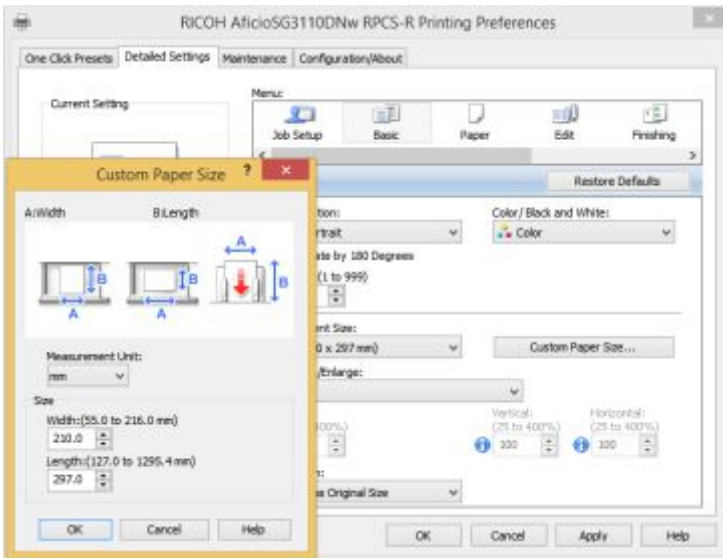 RICOH AficioSG3110DNw RPCS-R Printing Preferences
One Click Presets Detailed Settings Maintenance Configuration/About
Current Setting
Menu:
Job Setup Basic Paper Edit Finishing
Restore Defaults
Custom Paper Size ?
A:Width B:Length
A
B B B
A A
Measurement Unit:
mm
Size
Width:(55.0 to 216.0 mm)
210.0
Length:(127.0 to 1295.4 mm)
297.0
OK Cancel Help
tion:
rtrait
Color/ Black and White:
Color
ate by 180 Degrees
(1 to 999)
nt Size:
0 x 297 mm)
Custom Paper Size...
/Enlarge:
400%)
Vertical: Horizontal:
(25 to 400%) (25 to 400%)
100 100
n:
as Original Size
OK Cancel Apply Help